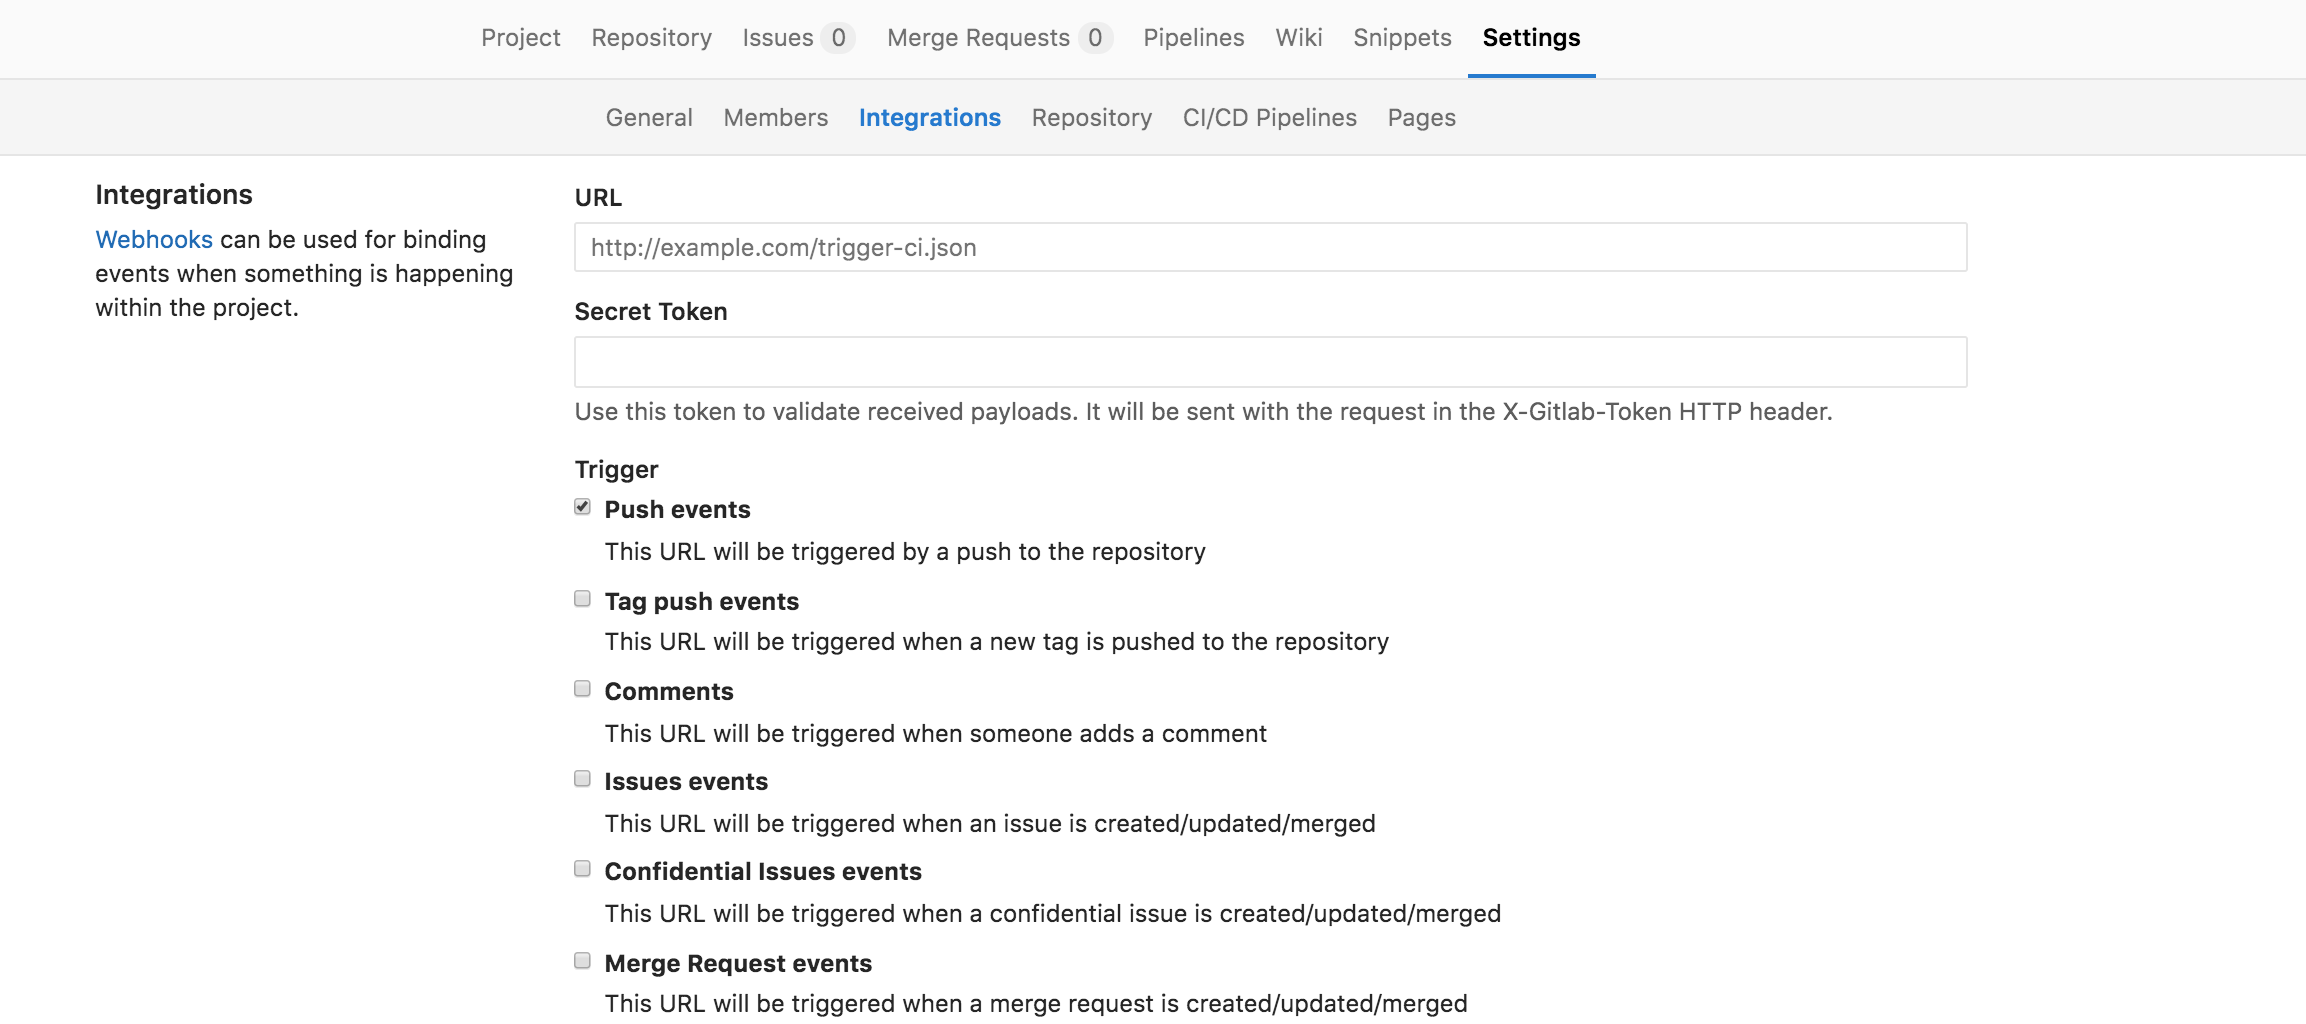 Project Repository Issues 0 Merge Requests 0 Pipelines Wiki Snippets Settings
General Members Integrations Repository CI/CD Pipelines Pages
Integrations
Webhooks can be used for binding
events when something is happening
within the project.
URL
http://example.com/trigger-ci.json
Secret Token
Use this token to validate received payloads. It will be sent with the request in the X-Gitlab-Token HTTP header.
Trigger
Push events
This URL will be triggered by a push to the repository
Tag push events
This URL will be triggered when a new tag is pushed to the repository
Comments
This URL will be triggered when someone adds a comment
Issues events
This URL will be triggered when an issue is created/updated/merged
Confidential Issues events
This URL will be triggered when a confidential issue is created/updated/merged
Merge Request events
This URL will be triggered when a merge request is created/updated/merged